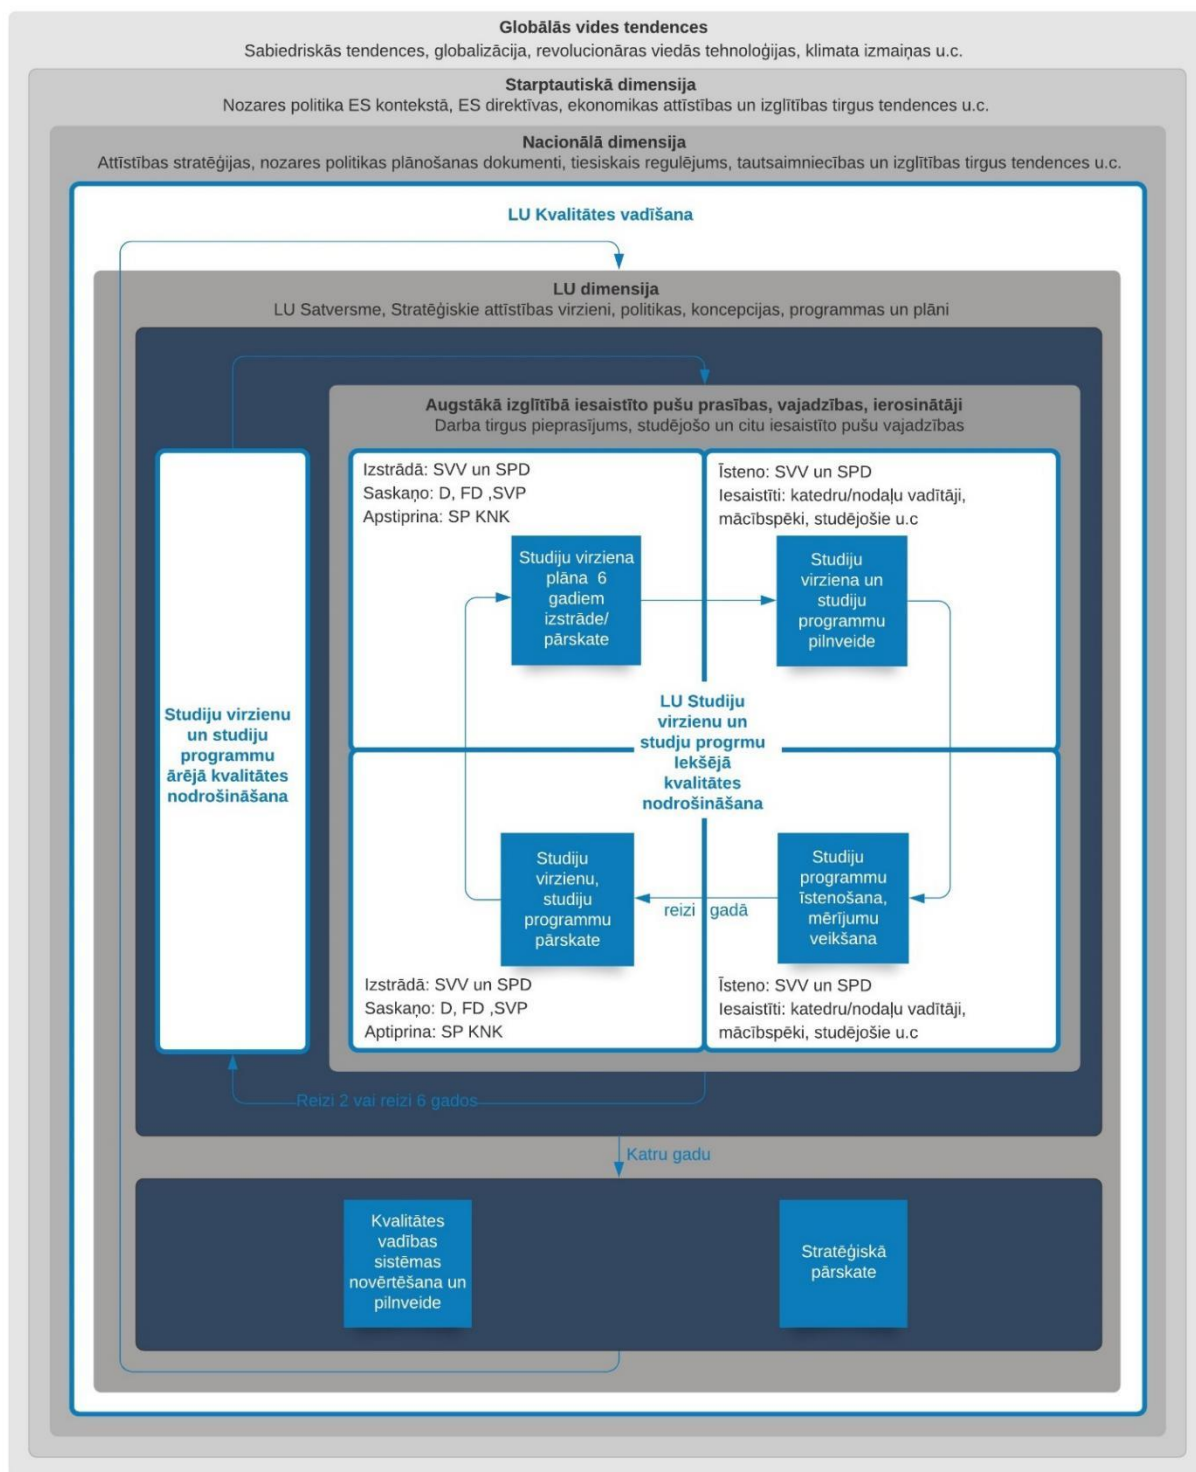 Globālās vides tendences
Sabiedriskās tendences, globalizācija, revolucionāras viedās tehnoloģijas, klimata izmaiņas u.c.
Starptautiskā dimensija
Nozares politika ES kontekstā, ES direktīvas, ekonomikas attīstības un izglītības tirgus tendences u.c.
Nacionālā dimensija
Attīstības stratēģijas, nozares politikas plānošanas dokumenti, tiesiskais regulējums, tautsaimniecības un izglītības tirgus tendences u.c.
LU Kvalitātes vadīšana
LU dimensija
LU Satversme, Stratēģiskie attīstības virzieni, politikas, koncepcijas, programmas un plāni
Augstākā izglītībā iesaistīto pušu prasības, vajadzības, ierosinātāji
Darba tirgus pieprasījums, studējošo un citu iesaistīto pušu vajadzības
Izstrādā: SVV un SPD
Saskaņo: D, FD ,SVP
Apstiprina: SP KNK
Īsteno: SVV un SPD
Iesaistīti: katedru/nodaļu vadītāji,
mācībspēki, studējošie u.c
Studiju virziena
plāna 6
gadiem
izstrāde/
pārskate
Studiju
virziena un
studiju
programmu
pilnveide
Studiju virzienu
un studiju
programmu
ārējā kvalitātes
nodrošināšana
LU Studiju
virzienu un
studju progrmu
Iekšējā
kvalitātes
nodrošināšana
Studiju
virzienu,
studiju
programmu
pārskate
reizi gadā
Studiju
programmu
īstenošana,
mērījumu
veikšana
Izstrādā: SVV un SPD
Saskaņo: D, FD ,SVP
Aptiprina: SP KNK
Īsteno: SVV un SPD
Iesaistīti: katedru/nodaļu vadītāji,
mācībspēki, studējošie u.c
Reizi 2 vai reizi 6 gados
Katru gadu
Kvalitātes
vadības
sistēmas
novērtēšana un
pilnveide
Stratēģiskā
pārskate